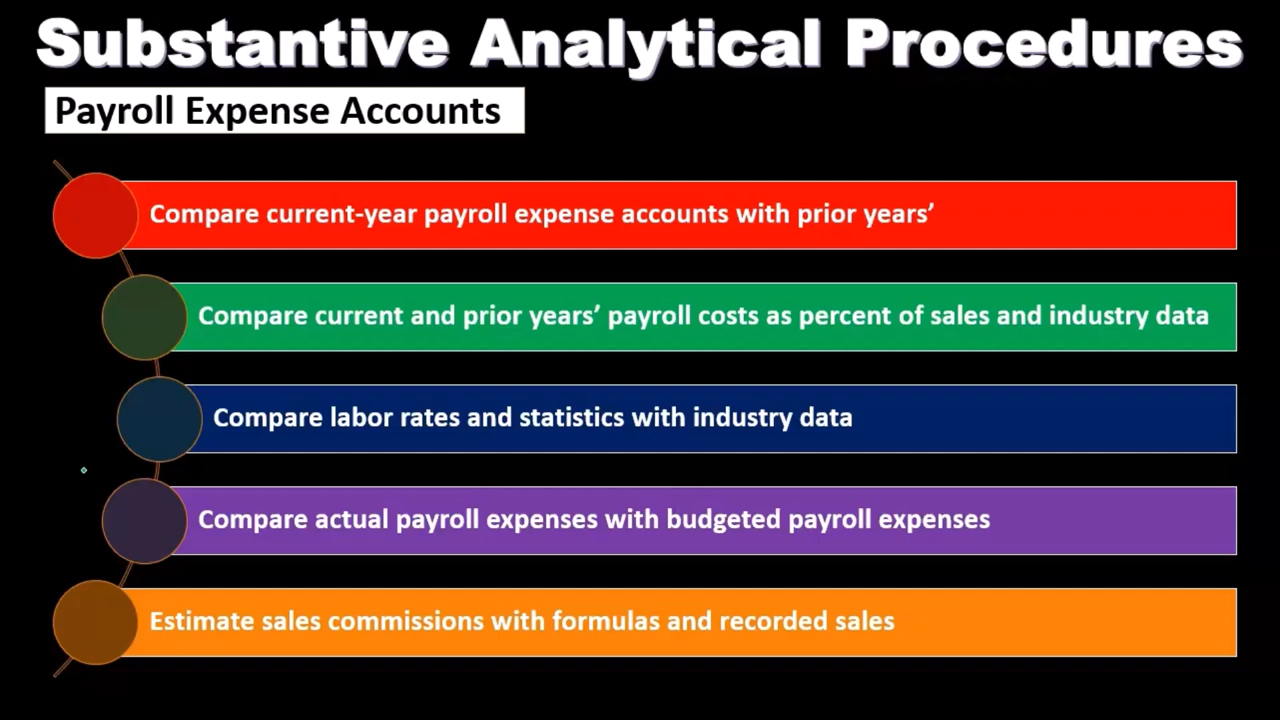 Substantive Analytical Procedures
Payroll Expense Accounts
Compare current-year payroll expense accounts with prior years’
Compare current and prior years’ payroll costs as percent of sales and industry data
Compare labor rates and statistics with industry data
Compare actual payroll expenses with budgeted payroll expenses
Estimate sales commissions with formulas and recorded sales